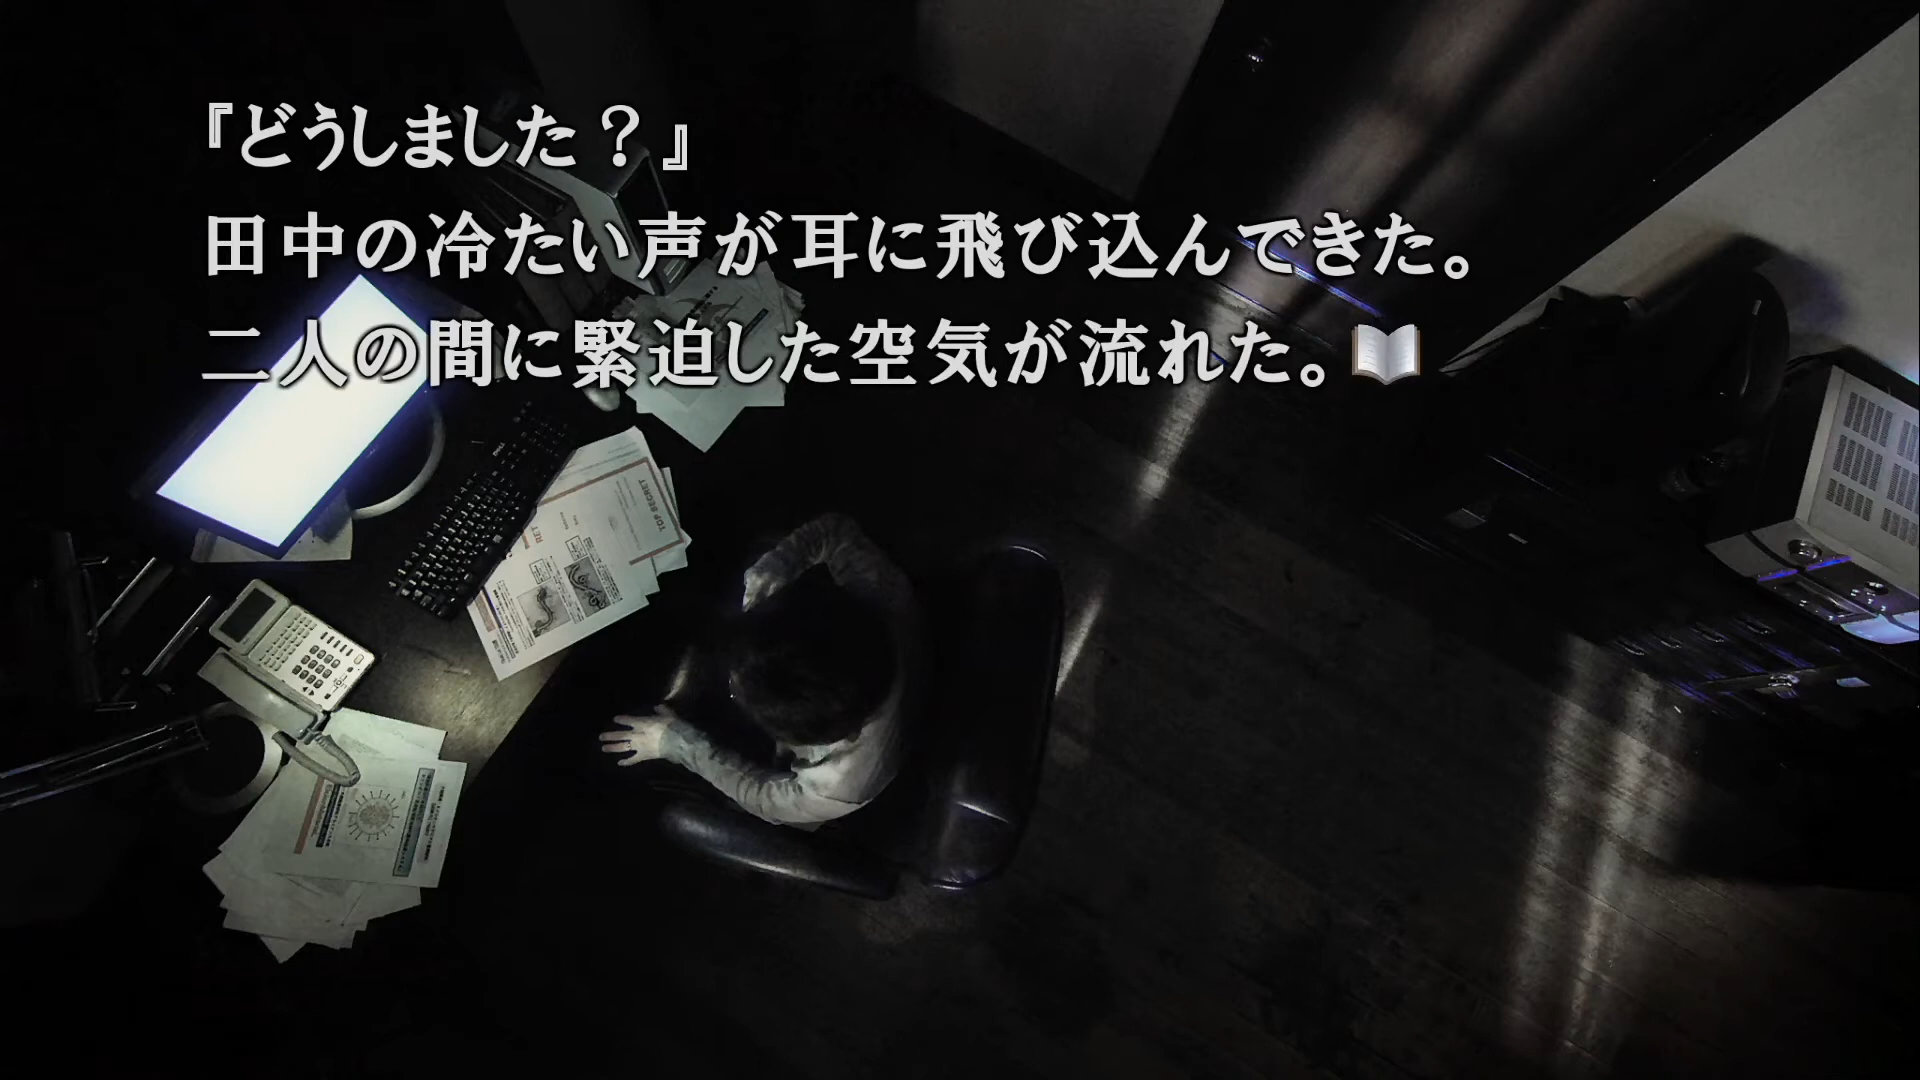 『どうしました？』
田中の冷たい声が耳に飛び込んできた。
二人の間に緊迫した空気が流れた。
TOP SECRET